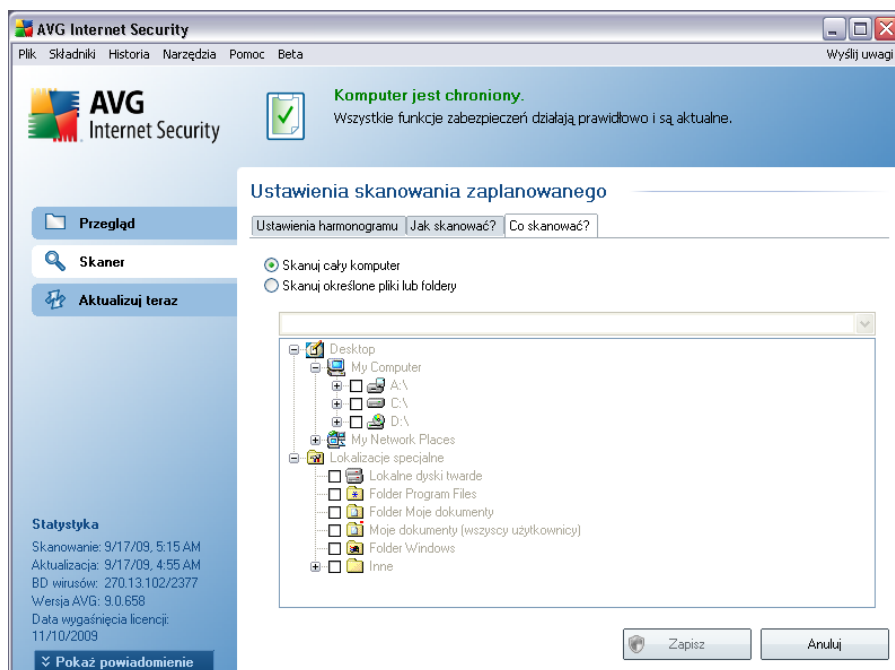 AVG Internet Security
Plik Składniki Historia Narzędzia Pomoc Beta Wyślij uwagi
AVG
Internet Security
Komputer jest chroniony.
Wszystkie funkcje zabezpieczeń działają prawidłowo i są aktualne.
Przegląd
Skaner
Aktualizuj teraz
Ustawienia skanowania zaplanowanego
Ustawienia harmonogramu Jak skanować? Co skanować?
Skanuj cały komputer
Skanuj określone pliki lub foldery
Desktop
My Computer
A:\
C:\
D:\
My Network Places
Lokalizacje specjalne
Lokalne dyski twarde
Folder Program Files
Folder Moje dokumenty
Moje dokumenty (wszyscy użytkownicy)
Folder Windows
Inne
Statystyka
Skanowanie: 9/17/09, 5:15 AM
Aktualizacja: 9/17/09, 4:55 AM
BD wirusów: 270.13.102/2377
Wersja AVG: 9.0.658
Data wygaśnięcia licencji:
11/10/2009
Pokaż powiadomienie
Zapisz Anuluj